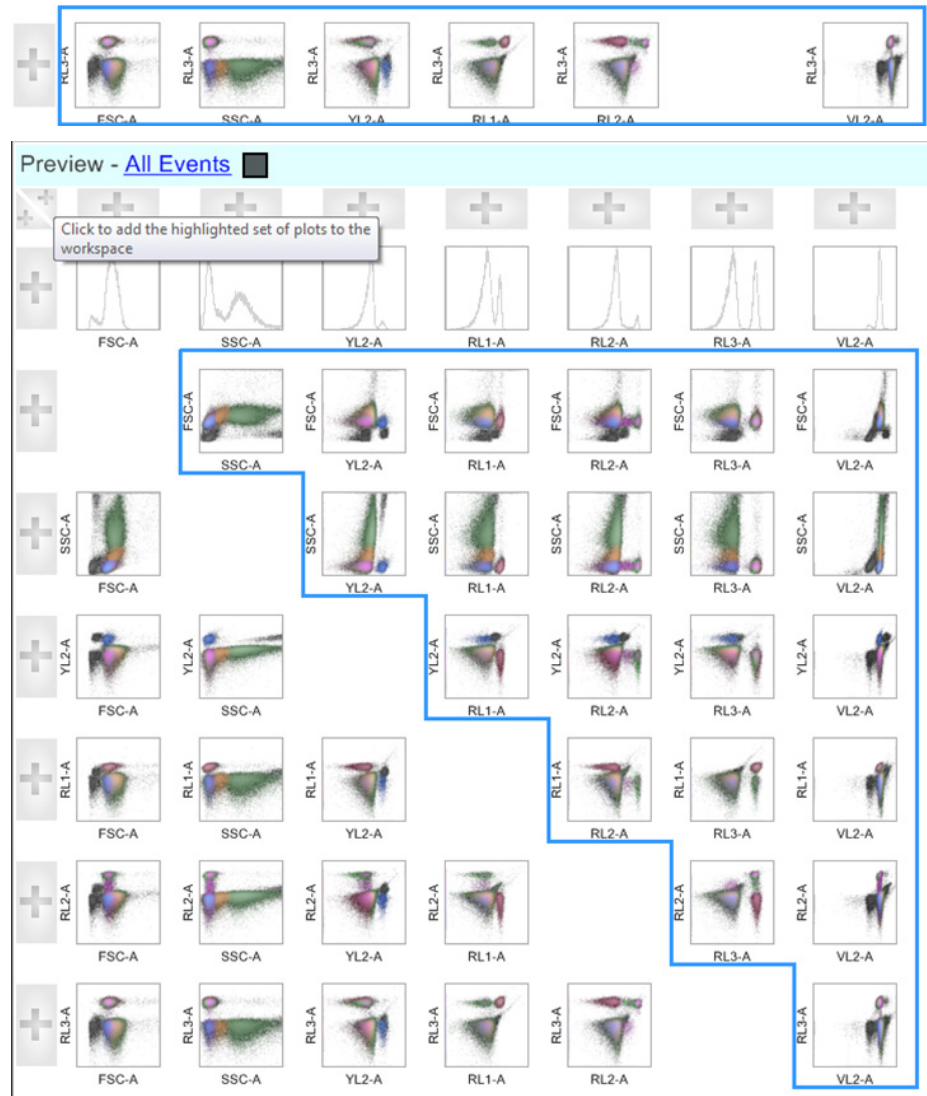 RL3-A RL3-A RL3-A RL3-A RL3-A RL3-A
FSC-A SSC-A YL2-A RL1-A RL2-A VL2-A
Preview - All Events
Click to add the highlighted set of plots to the
workspace
FSC-A SSC-A YL2-A RL1-A RL2-A RL3-A VL2-A
FSC-A FSC-A FSC-A FSC-A FSC-A FSC-A
SSC-A YL2-A RL1-A RL2-A RL3-A VL2-A
SSC-A SSC-A SSC-A SSC-A SSC-A SSC-A
FSC-A YL2-A RL1-A RL2-A RL3-A VL2-A
YL2-A YL2-A YL2-A YL2-A YL2-A YL2-A
FSC-A SSC-A RL1-A RL2-A RL3-A VL2-A
RL1-A RL1-A RL1-A RL1-A RL1-A RL1-A
FSC-A SSC-A YL2-A RL2-A RL3-A VL2-A
RL2-A RL2-A RL2-A RL2-A RL2-A RL2-A
FSC-A SSC-A YL2-A RL1-A RL3-A VL2-A
RL3-A RL3-A RL3-A RL3-A RL3-A RL3-A
FSC-A SSC-A YL2-A RL1-A RL2-A VL2-A